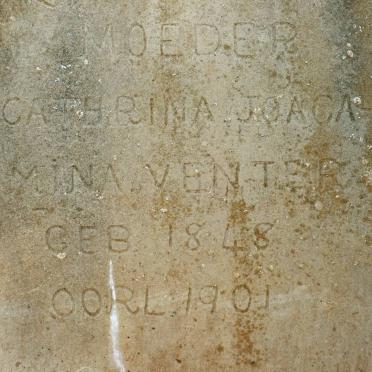 MOEDER
CATHRINA JOACA-
MINA VENTER
GEB 1848
OORL 1901